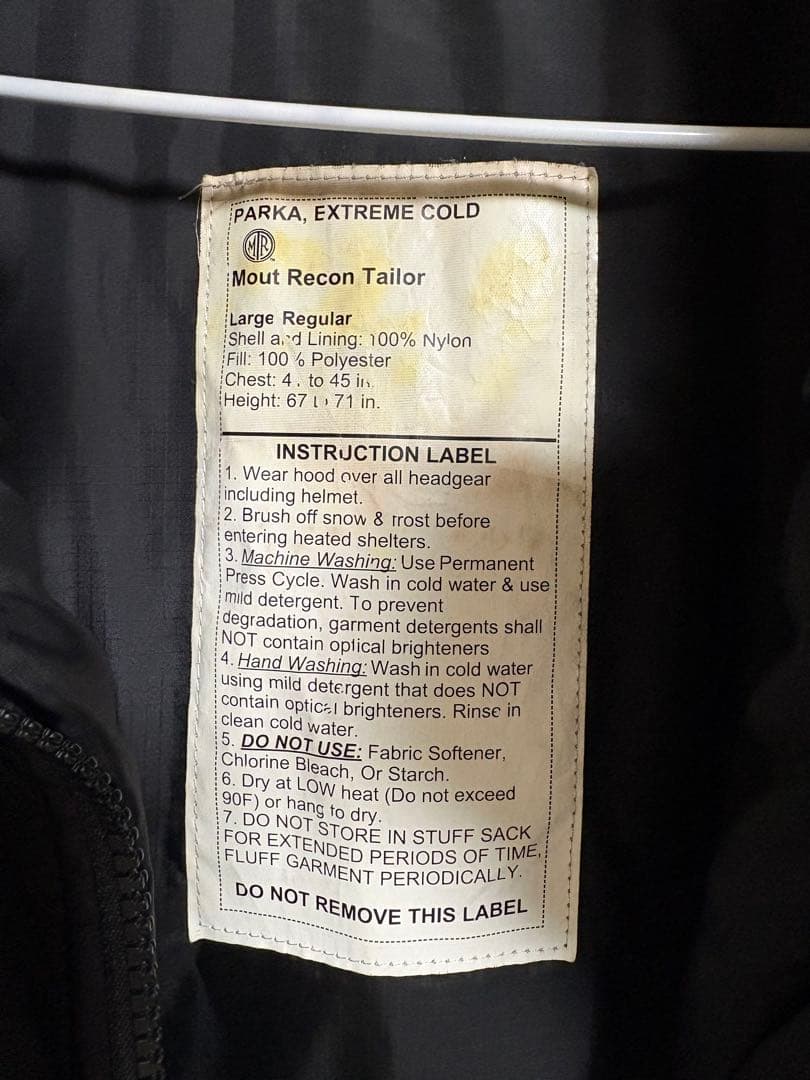 PARKA, EXTREME COLD
MTR
Mout Recon Tailor
Large Regular
Shell and Lining: 100% Nylon
Fill: 100% Polyester
Chest: to 45 in.
Height: 67 to 71 in.
INSTRUCTION LABEL
1. Wear hood over all headgear
including helmet.
2. Brush off snow & frost before
entering heated shelters.
3. Machine Washing: Use Permanent
Press Cycle. Wash in cold water & use
mild detergent. To prevent
degradation, garment detergents shall
NOT contain optical brighteners
4. Hand Washing: Wash in cold water
using mild detergent that does NOT
contain optical brighteners. Rinse in
clean cold water.
5. DO NOT USE: Fabric Softener,
Chlorine Bleach, Or Starch.
6. Dry at LOW heat (Do not exceed
90F) or hang to dry.
7. DO NOT STORE IN STUFF SACK
FOR EXTENDED PERIODS OF TIME,
FLUFF GARMENT PERIODICALLY.
DO NOT REMOVE THIS LABEL